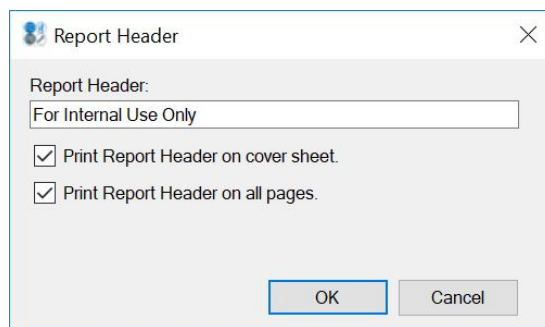 Report Header
Report Header:
For Internal Use Only
Print Report Header on cover sheet.
Print Report Header on all pages.
OK Cancel